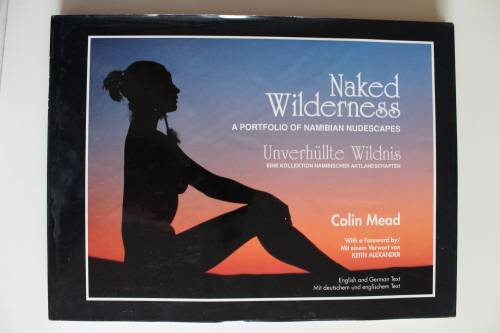 Naked
Wilderness
A PORTFOLIO OF NAMIBIAN NUDESCAPES
Unverhüllte Wildnis
EINE KOLLEKTION NAMIBISCHER AKTLANDSCHAFTEN
Colin Mead
With a Foreword by/
Mit einem Vorwort von
KEITH ALEXANDER
English and German Text
Mit deutschem und englischem Text